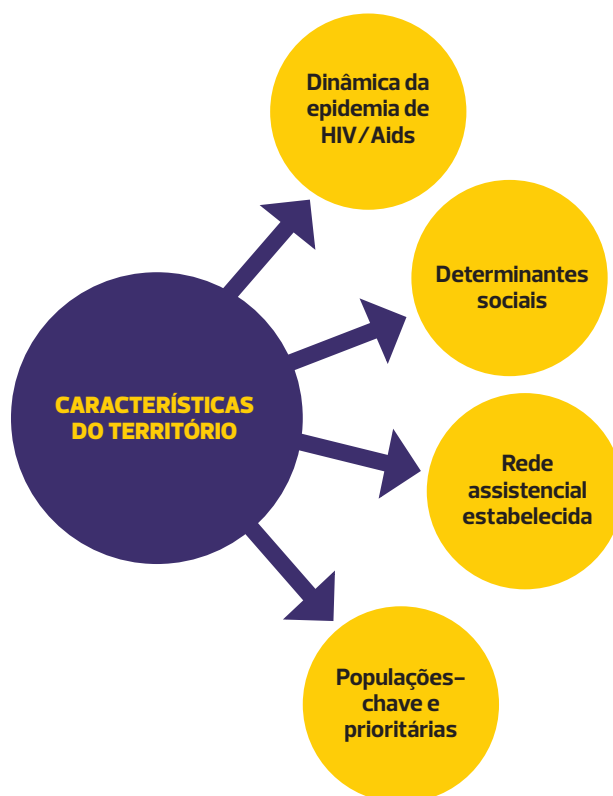 Dinâmica da
epidemia de
HIV/Aids
Determinantes
sociais
CARACTERÍSTICAS
DO TERRITÓRIO
Rede
assistencial
estabelecida
Populações-
chave e
prioritárias